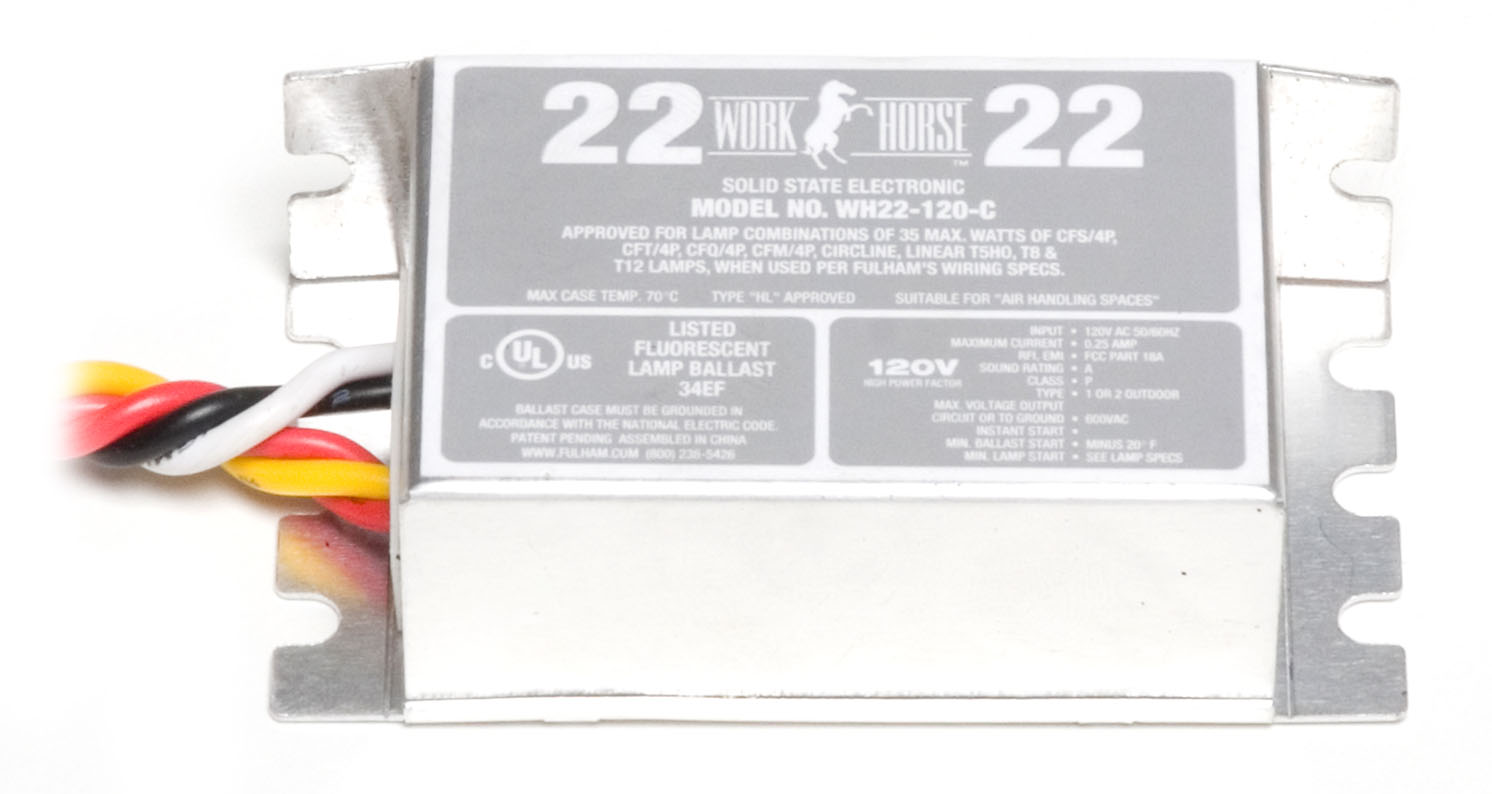 22 WORK HORSE™ 22
SOLID STATE ELECTRONIC
MODEL NO. WH22-120-C
APPROVED FOR LAMP COMBINATIONS OF 35 MAX. WATTS OF CFS/4P,
CFT/4P, CFQ/4P, CFM/4P, CIRCLINE, LINEAR T5HO, T8 &
T12 LAMPS, WHEN USED PER FULHAM'S WIRING SPECS.
MAX CASE TEMP. 70°C TYPE "HL" APPROVED SUITABLE FOR "AIR HANDLING SPACES"
C UL US
LISTED
FLUORESCENT
LAMP BALLAST
34EF
BALLAST CASE MUST BE GROUNDED IN
ACCORDANCE WITH THE NATIONAL ELECTRIC CODE.
PATENT PENDING ASSEMBLED IN CHINA
WWW.FULHAM.COM (800) 238-5426
120V
HIGH POWER FACTOR
INPUT • 120V AC 50/60HZ
MAXIMUM CURRENT • 0.25 AMP
RFI, EMI • FCC PART 18A
SOUND RATING • A
CLASS • P
TYPE • 1 OR 2 OUTDOOR
MAX. VOLTAGE OUTPUT
CIRCUIT OR TO GROUND • 600VAC
INSTANT START •
MIN. BALLAST START • MINUS 20° F
MIN. LAMP START • SEE LAMP SPECS